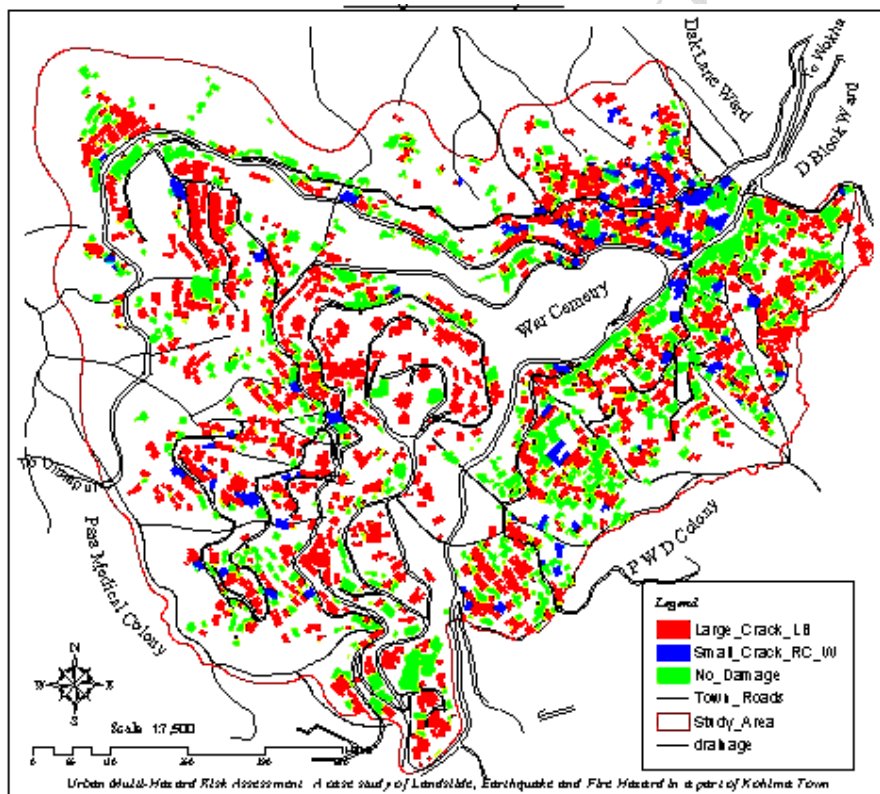 Dak Lane Ward
To Wokha
D Block Ward
War Cemetry
To Dimapur
Paza Medical Colony
P W D Colony
N
W E
S
Scale 1:7,500
Legend
Large_Crack_LB
Small_Crack_RC_W
No_Damage
Town_Roads
Study_Area
drainage
Urban Multi-Hazard Risk Assessment A case study of Landslide, Earthquake and Fire Hazard in a part of Kohima Town